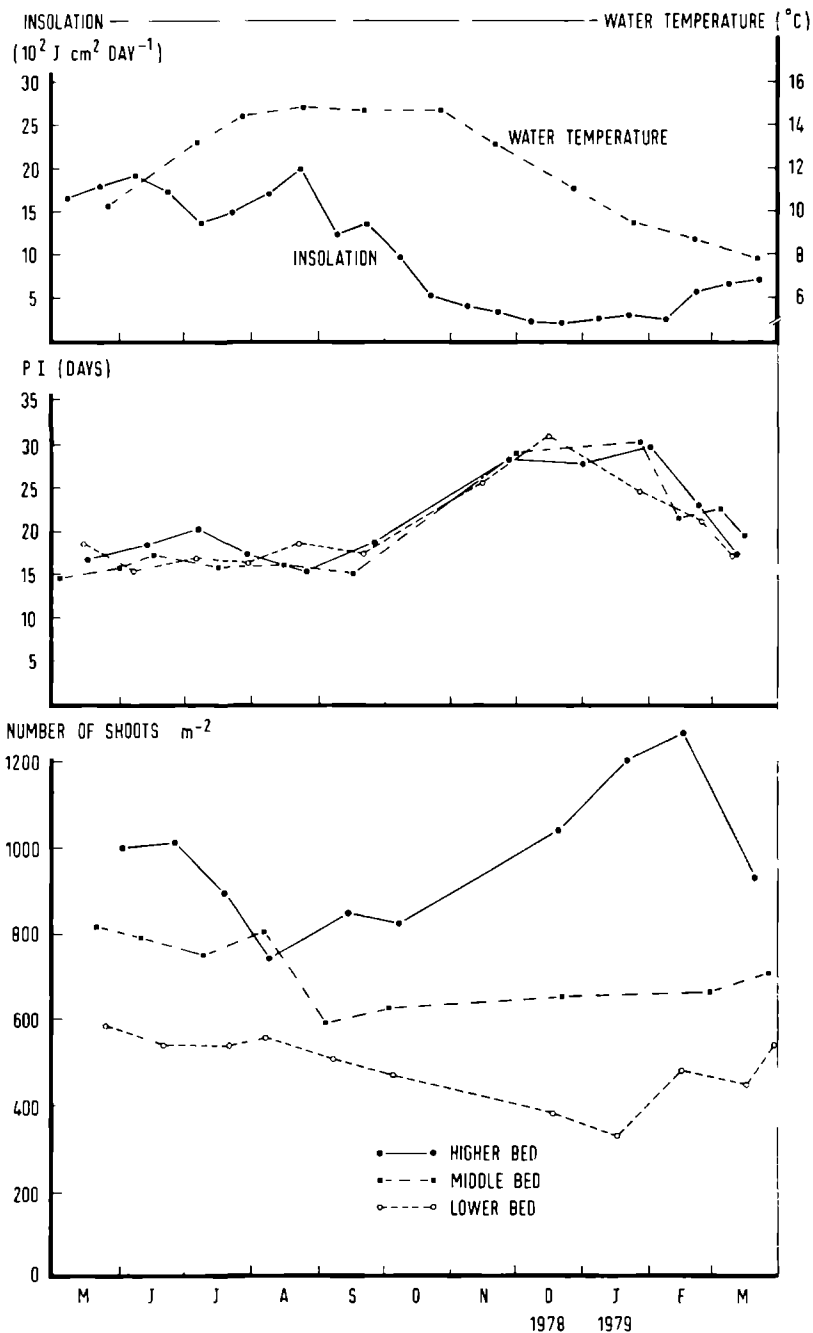 INSOLATION WATER TEMPERATURE (°C)
(10² J cm² DAY⁻¹)
30
25
20
15
10
5
16
14
12
10
8
6
WATER TEMPERATURE
INSOLATION
P I (DAYS)
35
30
25
20
15
10
5
NUMBER OF SHOOTS m⁻²
1200
1000
800
600
400
200
0
HIGHER BED
MIDDLE BED
LOWER BED
M J J A S O N D J F M
1978 1979